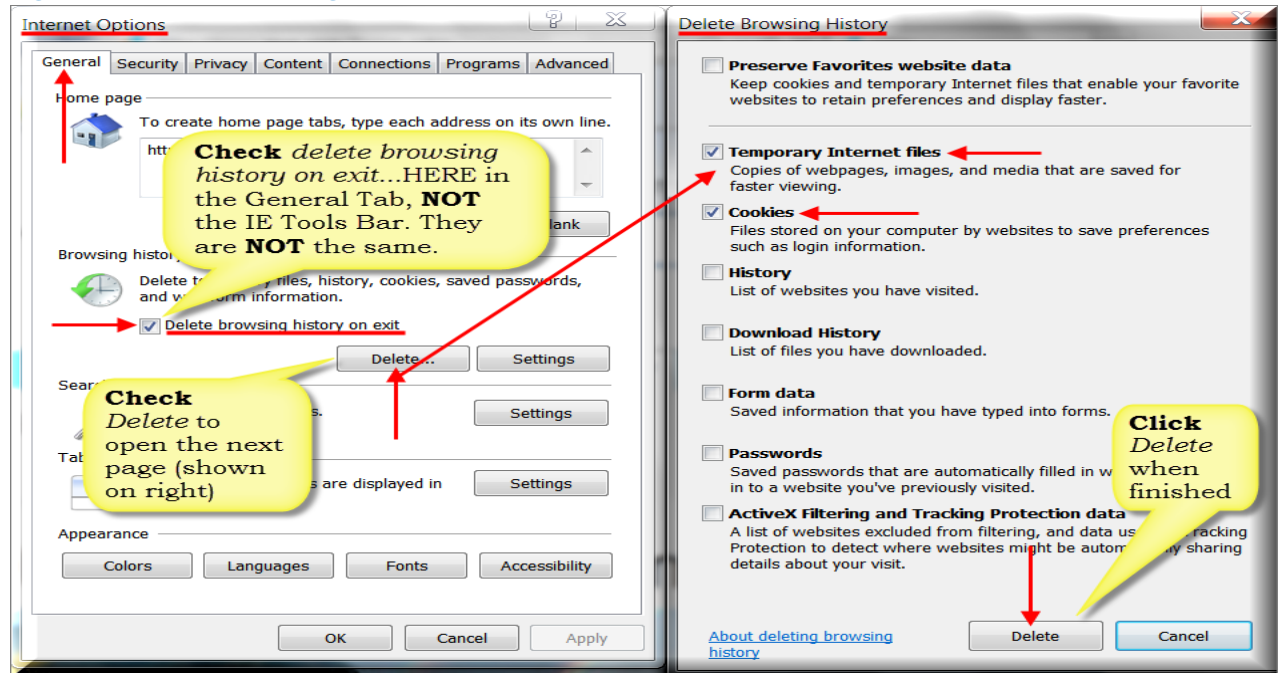 Internet Options
General Security Privacy Content Connections Programs Advanced
Home page
To create home page tabs, type each address on its own line.
Check delete browsing
history on exit...HERE in
the General Tab, NOT
the IE Tools Bar. They
are NOT the same.
Browsing
Delete files, history, cookies, saved passwords,
and information.
Delete browsing history on exit
Delete... Settings
Check
Delete to
open the next
page (shown
on right)
Settings
are displayed in Settings
Appearance
Colors Languages Fonts Accessibility
OK Cancel Apply
Delete Browsing History
Preserve Favorites website data
Keep cookies and temporary Internet files that enable your favorite
websites to retain preferences and display faster.
Temporary Internet files
Copies of webpages, images, and media that are saved for
faster viewing.
Cookies
Files stored on your computer by websites to save preferences
such as login information.
History
List of websites you have visited.
Download History
List of files you have downloaded.
Form data
Saved information that you have typed into forms.
Click
Delete
when
finished
Passwords
Saved passwords that are automatically filled in
in to a website you've previously visited.
ActiveX Filtering and Tracking Protection data
A list of websites excluded from filtering, and data
Protection to detect where websites might be sharing
details about your visit.
About deleting browsing
history
Delete Cancel